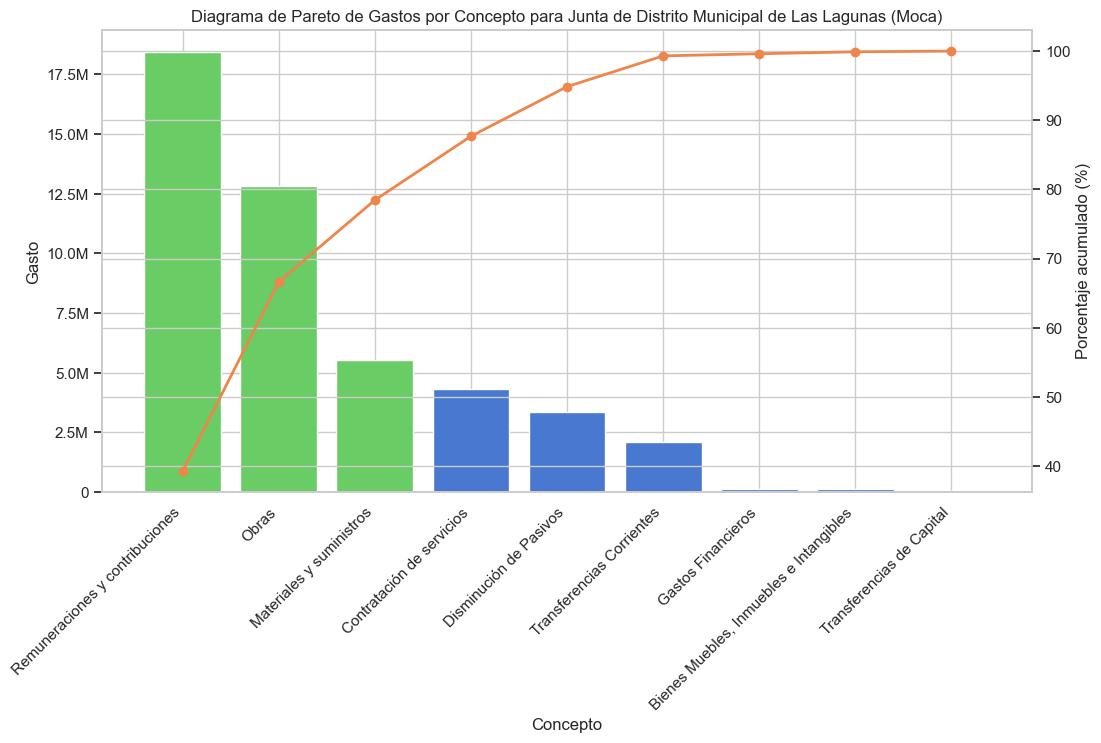 Diagrama de Pareto de Gastos por Concepto para Junta de Distrito Municipal de Las Lagunas (Moca)
17.5M
15.0M
12.5M
10.0M
7.5M
5.0M
2.5M
0
Gasto
100
90
80
70
60
50
40
Porcentaje acumulado (%)
Remuneraciones y contribuciones
Obras
Materiales y suministros
Contratación de servicios
Disminución de Pasivos
Transferencias Corrientes
Gastos Financieros
Bienes Muebles, Inmuebles e Intangibles
Transferencias de Capital
Concepto